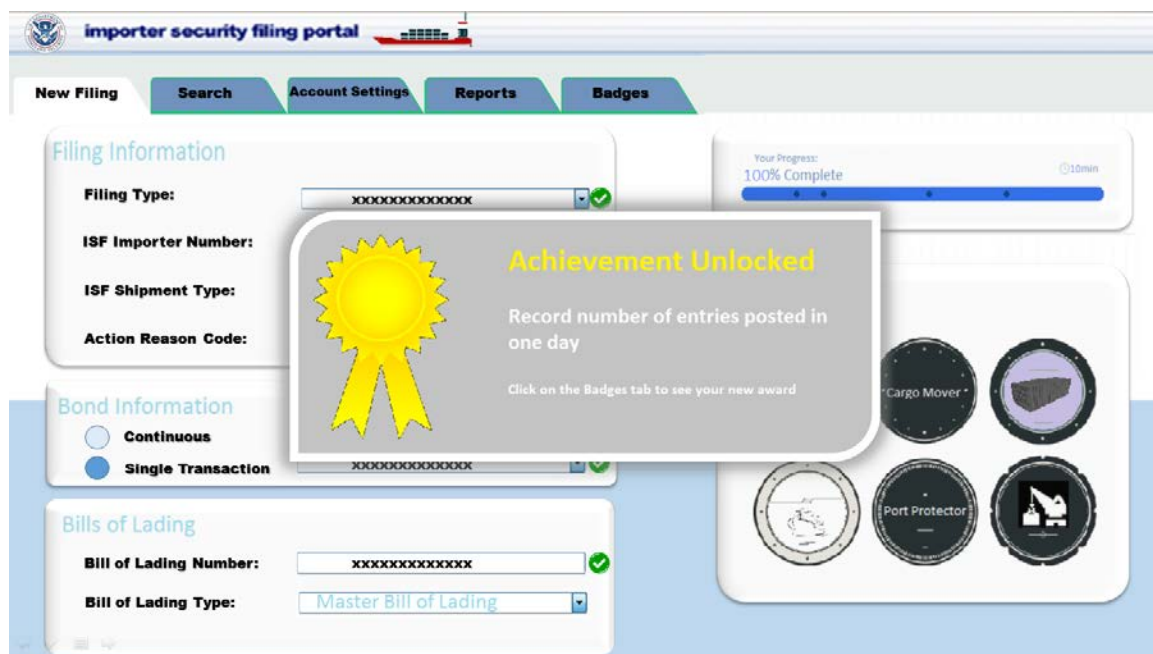 importer security filing portal
New Filing
Search
Account Settings
Reports
Badges
Filing Information
Filing Type:
xxxxxxxxxxxxx
ISF Importer Number:
ISF Shipment Type:
Action Reason Code:
Your Progress:
100% Complete
10min
Achievement Unlocked
Record number of entries posted in
one day
Click on the Badges tab to see your new award
Cargo Mover
Port Protector
Bond Information
Continuous
Single Transaction
xxxxxxxxxxxxx
Bills of Lading
Bill of Lading Number:
xxxxxxxxxxxxx
Bill of Lading Type:
Master Bill of Lading